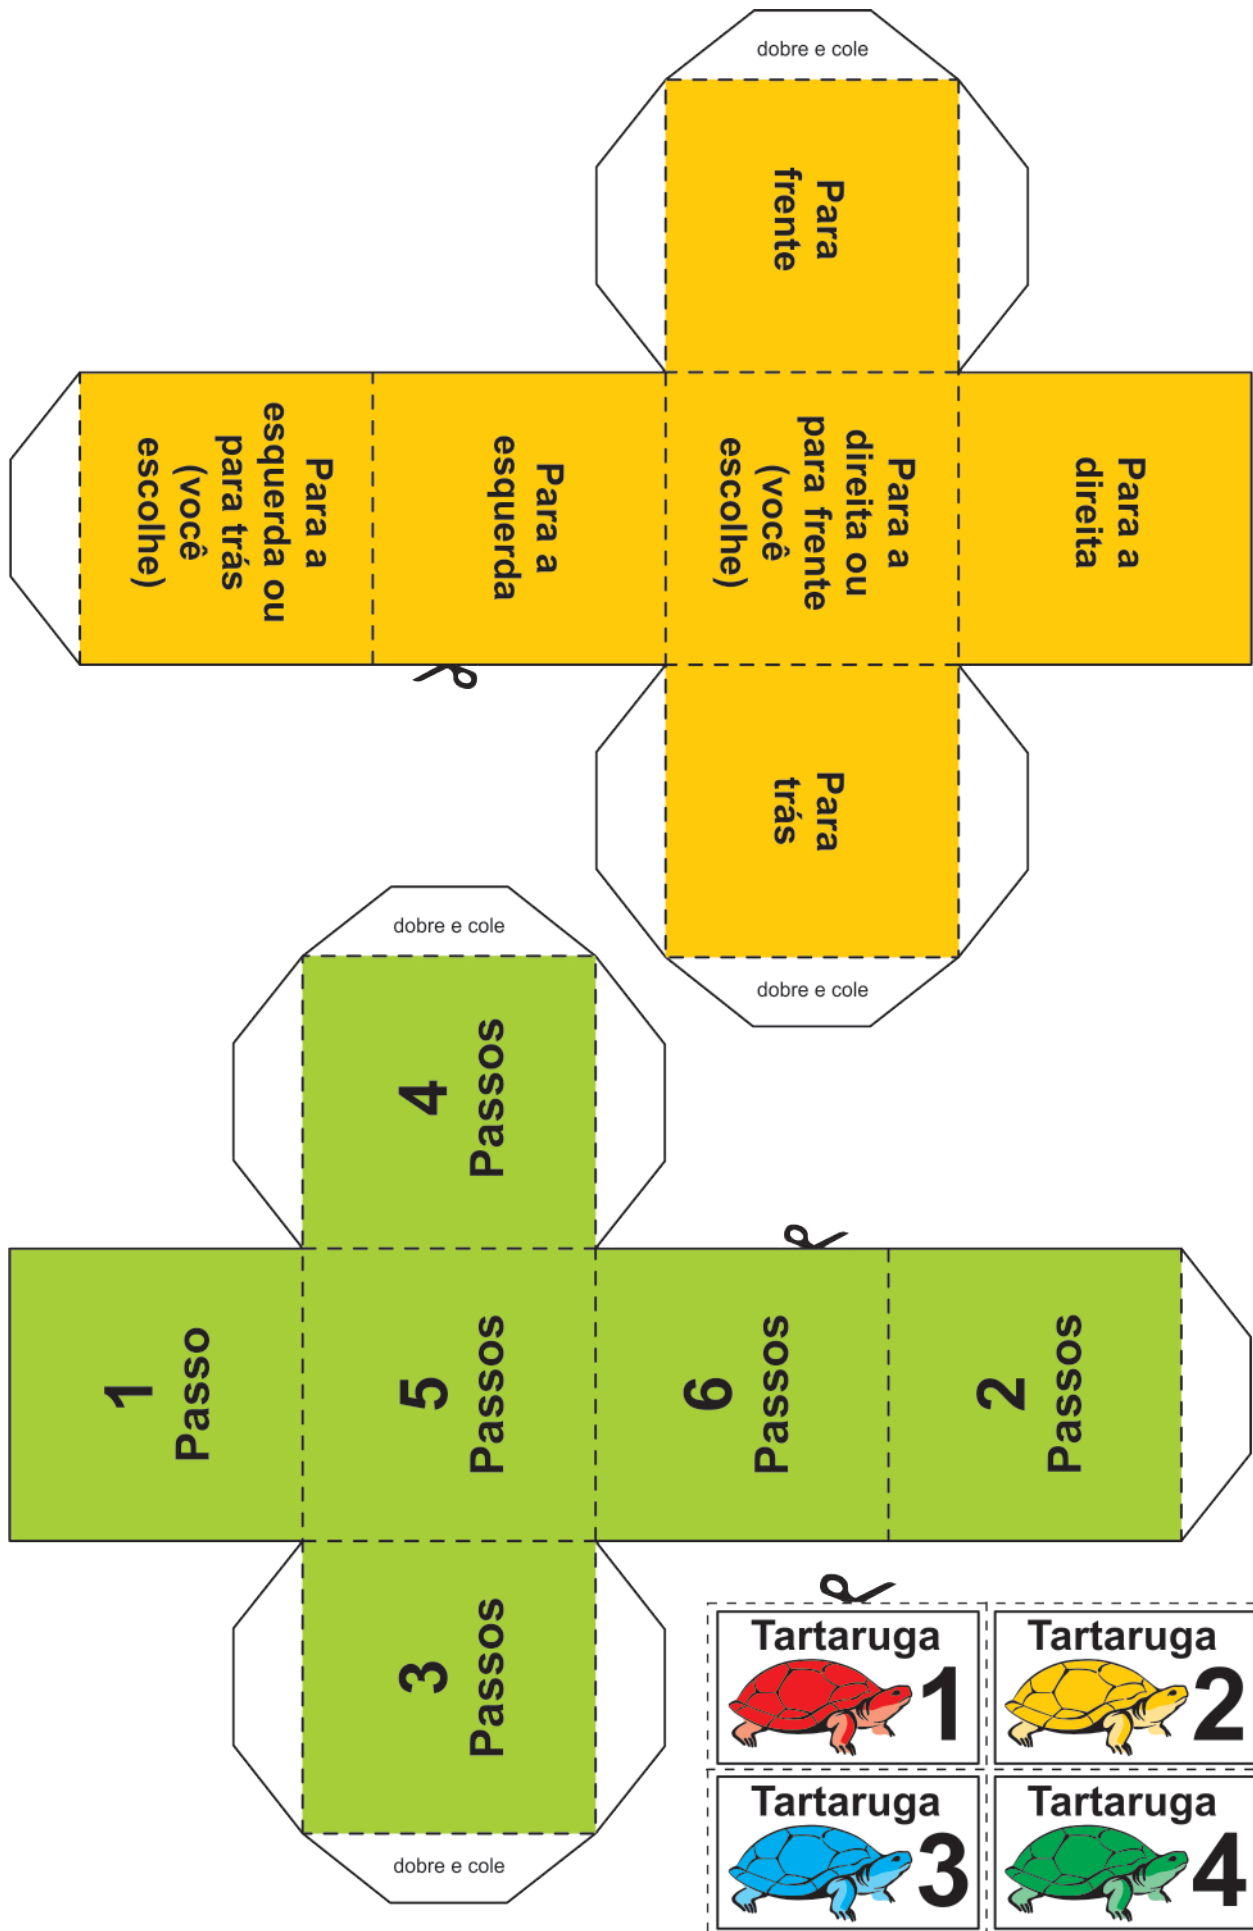 dobre e cole
Para
frente
Para a
esquerda ou
para trás
(você
escolhe)
Para a
esquerda
Para a
direita ou
para frente
(você
escolhe)
Para a
direita
Para
trás
dobre e cole
dobre e cole
4
Passos
1
Passo
5
Passos
6
Passos
2
Passos
3
Passos
dobre e cole
Tartaruga
1
Tartaruga
2
Tartaruga
3
Tartaruga
4